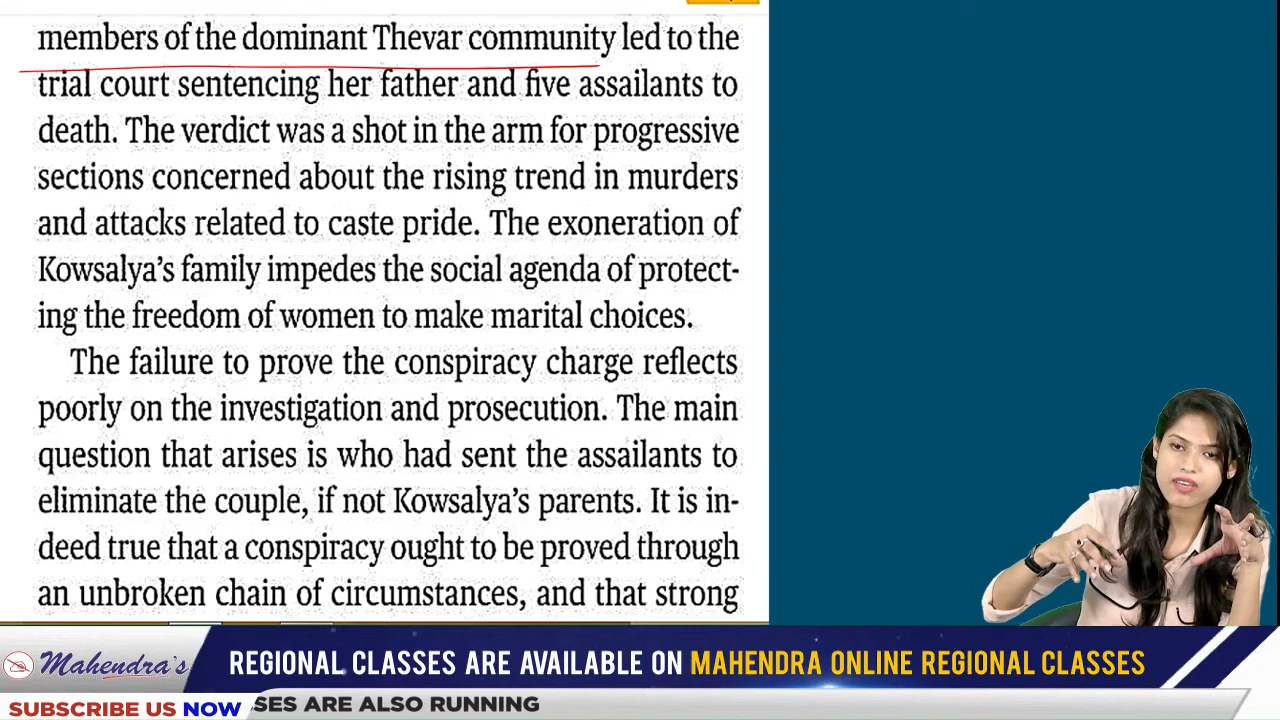 members of the dominant Thevar community led to the
trial court sentencing her father and five assailants to
death. The verdict was a shot in the arm for progressive
sections concerned about the rising trend in murders
and attacks related to caste pride. The exoneration of
Kowsalya’s family impedes the social agenda of protect-
ing the freedom of women to make marital choices.
The failure to prove the conspiracy charge reflects
poorly on the investigation and prosecution. The main
question that arises is who had sent the assailants to
eliminate the couple, if not Kowsalya’s parents. It is in-
deed true that a conspiracy ought to be proved through
an unbroken chain of circumstances, and that strong
Mahendra's
REGIONAL CLASSES ARE AVAILABLE ON MAHENDRA ONLINE REGIONAL CLASSES
SUBSCRIBE US NOW
SES ARE ALSO RUNNING